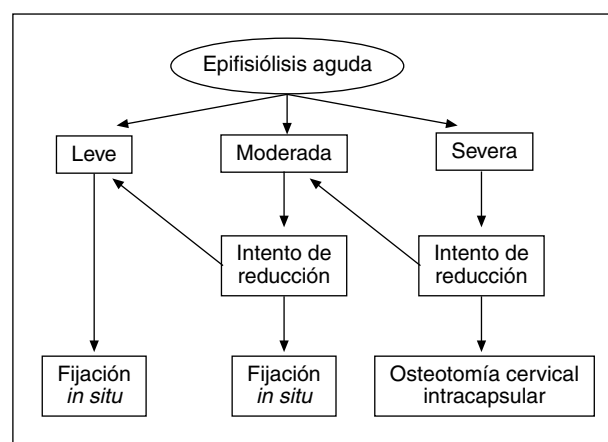 Epifisiólisis aguda
Leve
Moderada
Severa
Intento de
reducción
Intento de
reducción
Fijación
in situ
Fijación
in situ
Osteotomía cervical
intracapsular